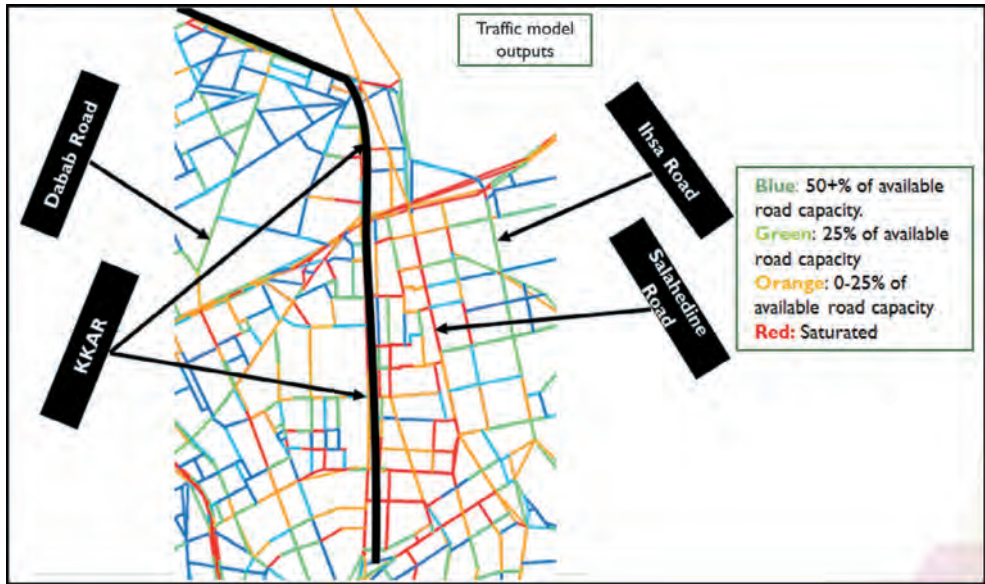 Traffic model
outputs
Dabab Road
Ihsa Road
Blue: 50+% of available
road capacity.
Green: 25% of available
road capacity
Orange: 0-25% of
available road capacity
Red: Saturated
Salahedine
Road
KKAR